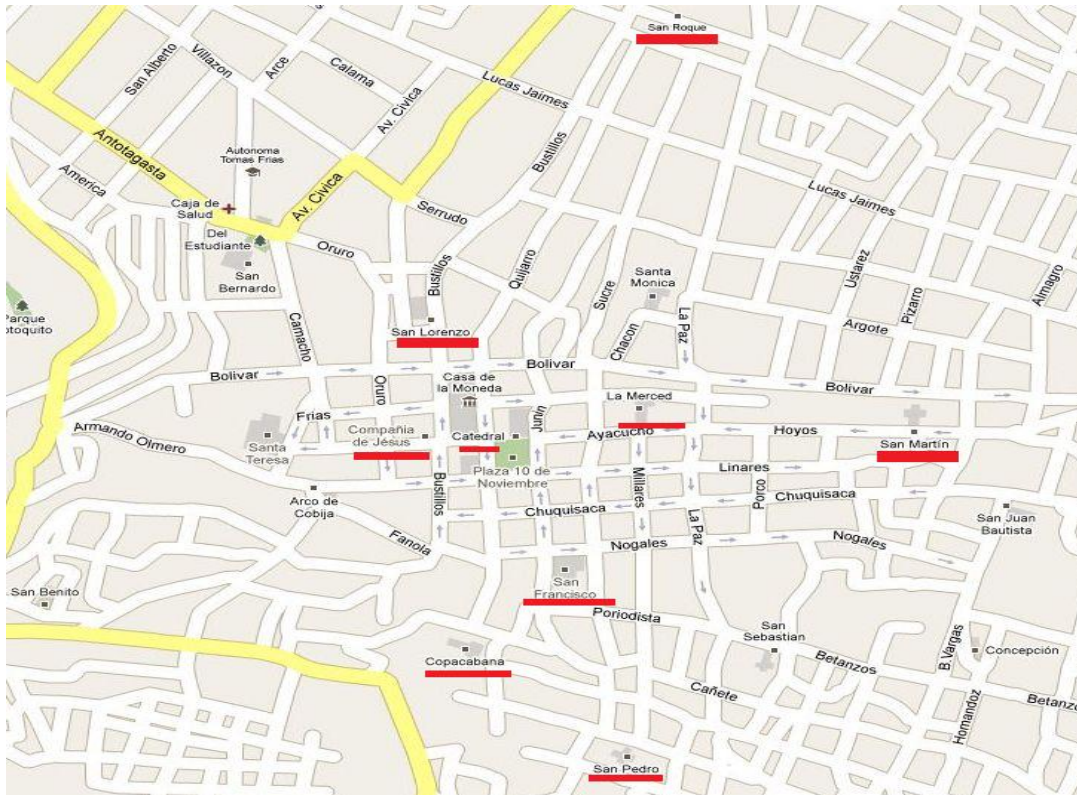 San Roque
San Alberto
Villazon
Arce
Calama
Av. Civica
Lucas Jaimes
Antotagasta
Autonoma
Tomas Frias
Bustillos
America
Av. Civica
Lucas Jaimes
Caja de
Salud
Serrudo
Del
Estudiante
Oruro
San
Bernardo
Bustillos
Quijarro
Santa
Monica
Ustarez
Pizarro
Almagro
Sucre
Parque
otoquito
Camacho
San Lorenzo
Chacon
La Paz
Argote
Bolivar
Oruro
Casa de
la Moneda
Bolivar
Bolivar
Frias
La Merced
Junin
Armando Olmero
Santa
Teresa
Compañia
de Jésus
Catedral
Ayacucho
Hoyos
San Martín
Plaza 10 de
Noviembre
Linares
Arco de
Cobija
Bustillos
Millares
Porco
Chuquisaca
Chuquisaca
La Paz
San Juan
Bautista
Fanola
Nogales
Nogales
San
Francisco
San Benito
Poriodista
San
Sebastian
Copacabana
Betanzos
B.Vargas
Concepción
Cañete
Betanzo
Homandoz
San Pedro